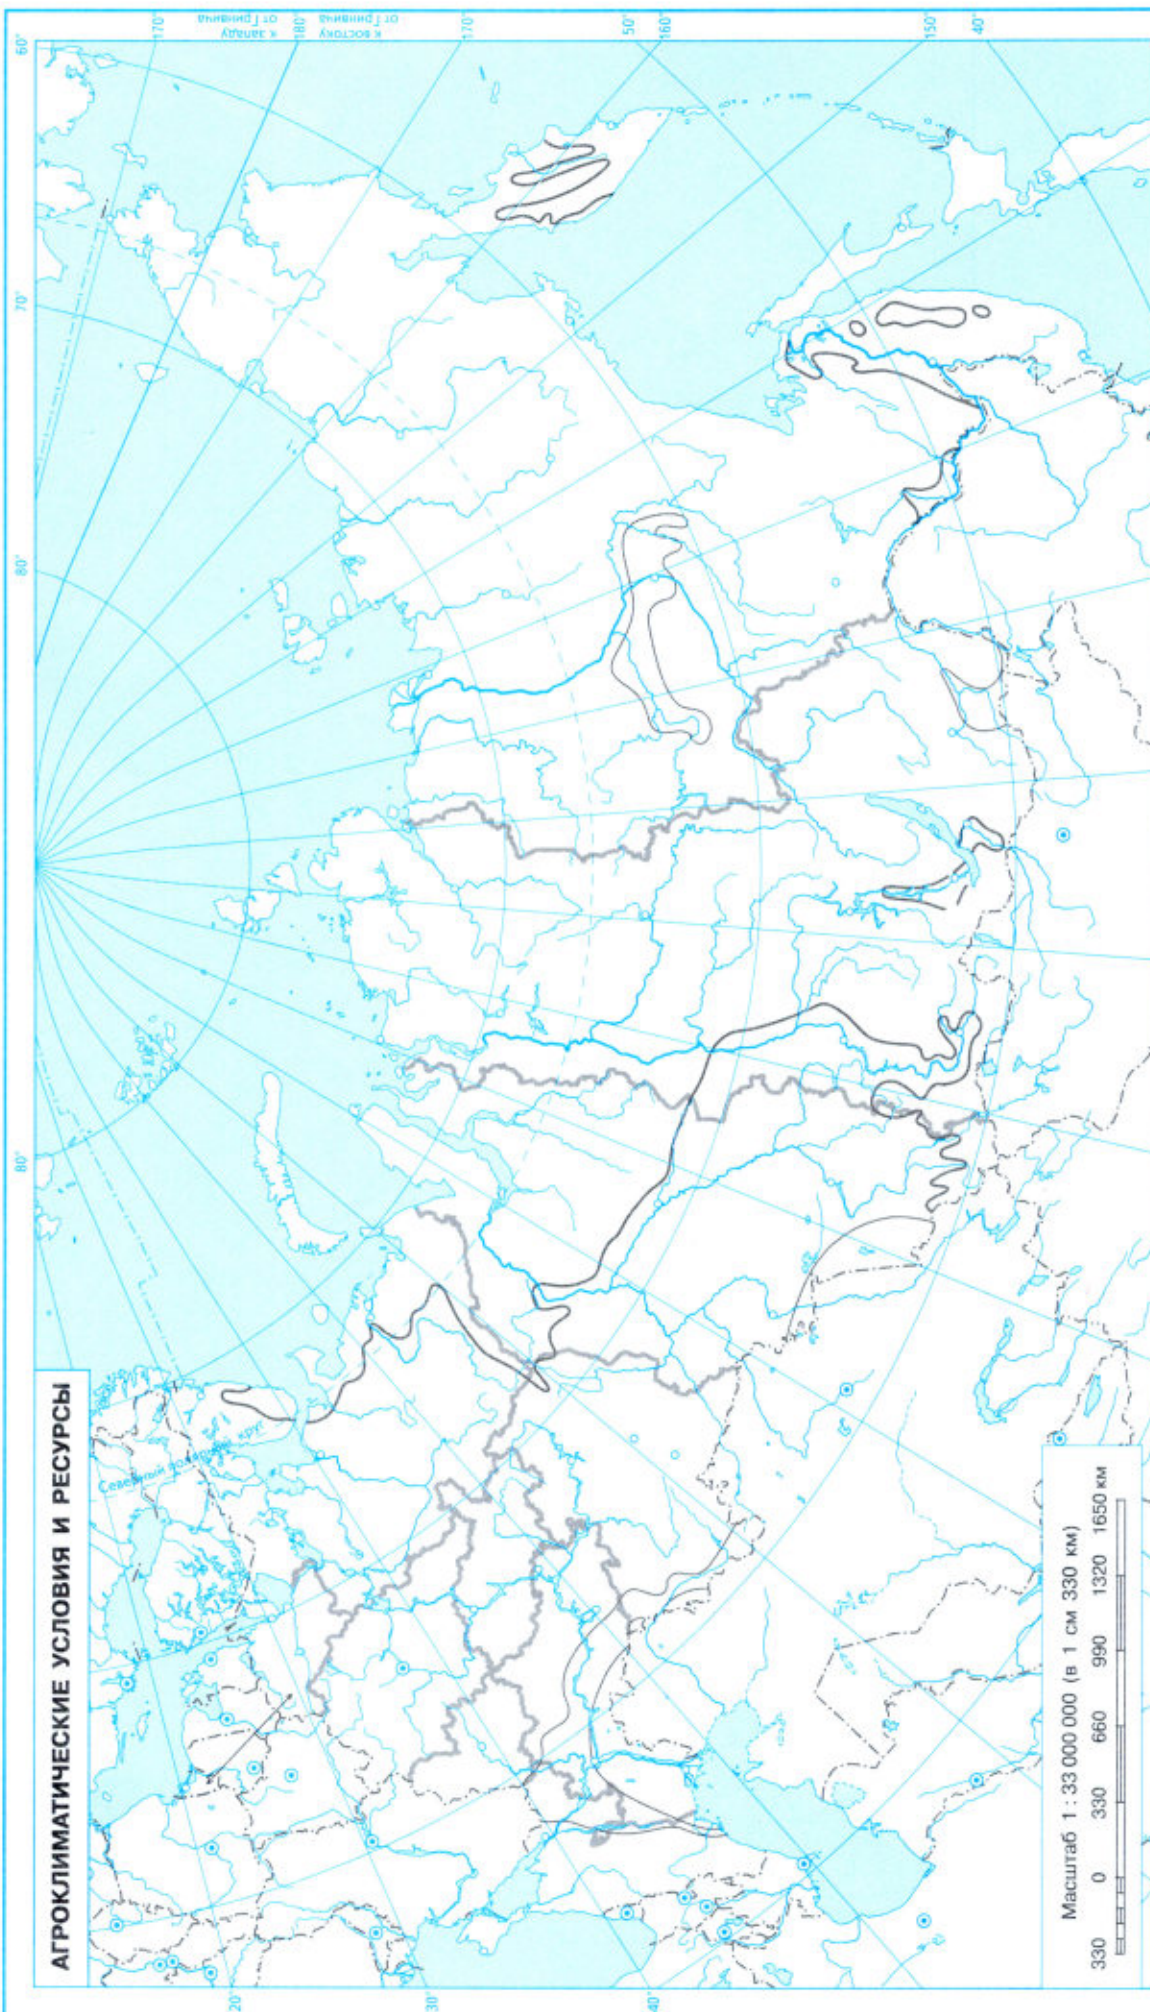 АГРОКЛИМАТИЧЕСКИЕ УСЛОВИЯ И РЕСУРСЫ
60°
170°
к западу
от Гринвича
180°
к востоку
от Гринвича
170°
50°
160°
150°
40°
70°
80°
80°
Северный полярный круг
20°
30°
40°
Масштаб 1 : 33 000 000 (в 1 см 330 км)
330 0 330 660 990 1320 1650 км